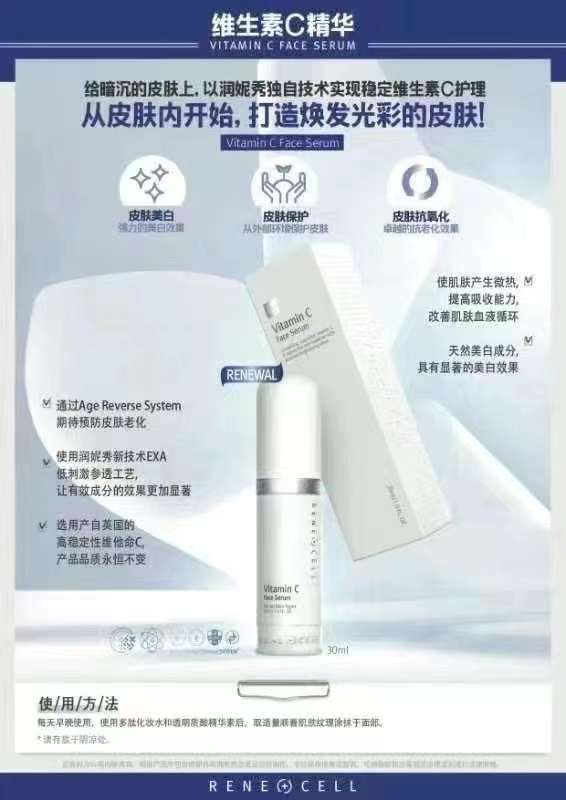 维生素C精华
VITAMIN C FACE SERUM
给暗沉的皮肤上，以润妮秀独自技术实现稳定维生素C护理
从皮肤内开始，打造焕发光彩的皮肤!
Vitamin C Face Serum
皮肤美白
强力的美白效果
皮肤保护
从外部环境保护皮肤
皮肤抗氧化
卓越的抗老化效果
使肌肤产生微热，
提高吸收能力，
改善肌肤血液循环
天然美白成分，
具有显著的美白效果
Vitamin C
Face Serum
RENEWAL
通过Age Reverse System
期待预防皮肤老化
使用润妮秀新技术EXA
低刺激参透工艺，
让有效成分的效果更加显著
选用产自英国的
高稳定性维他命C，
产品品质永恒不变
RENE CELL
Vitamin C
Face Serum
30ml
使/用/方/法
每天早晚使用，使用多肽化妆水和透明质酸精华素后，取适量顺着肌肤纹理涂抹于面部。
* 请存放于阴凉处。
RENE CELL